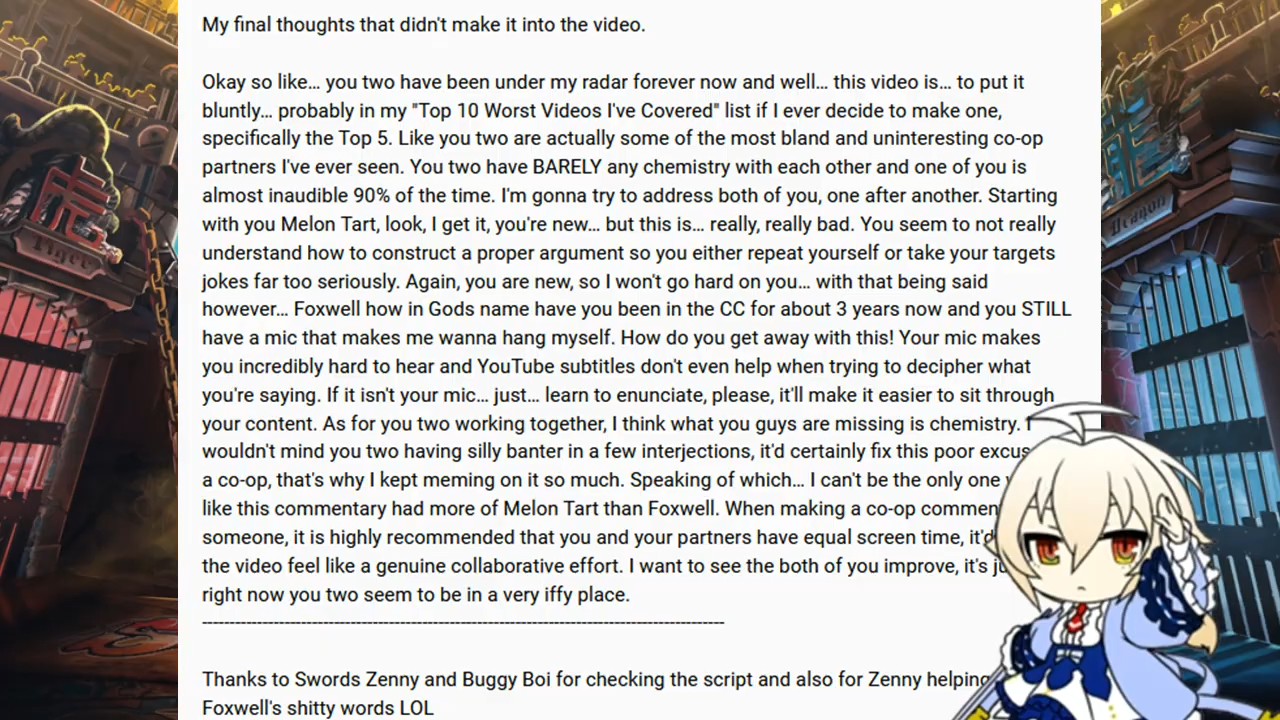 My final thoughts that didn't make it into the video.
Okay so like... you two have been under my radar forever now and well... this video is... to put it
bluntly... probably in my "Top 10 Worst Videos I've Covered" list if I ever decide to make one,
specifically the Top 5. Like you two are actually some of the most bland and uninteresting co-op
partners I've ever seen. You two have BARELY any chemistry with each other and one of you is
almost inaudible 90% of the time. I'm gonna try to address both of you, one after another. Starting
with you Melon Tart, look, I get it, you're new... but this is... really, really bad. You seem to not really
understand how to construct a proper argument so you either repeat yourself or take your targets
jokes far too seriously. Again, you are new, so I won't go hard on you... with that being said
however... Foxwell how in Gods name have you been in the CC for about 3 years now and you STILL
have a mic that makes me wanna hang myself. How do you get away with this! Your mic makes
you incredibly hard to hear and YouTube subtitles don't even help when trying to decipher what
you're saying. If it isn't your mic... just... learn to enunciate, please, it'll make it easier to sit through
your content. As for you two working together, I think what you guys are missing is chemistry. I
wouldn't mind you two having silly banter in a few interjections, it'd certainly fix this poor
a co-op, that's why I kept meming on it so much. Speaking of which... I can't be the only one
like this commentary had more of Melon Tart than Foxwell. When making a co-op
someone, it is highly recommended that you and your partners have equal screen time, it'd
the video feel like a genuine collaborative effort. I want to see the both of you improve, it's
right now you two seem to be in a very iffy place.
--------------------------------------------------------------------------------------------------------
Thanks to Swords Zenny and Buggy Boi for checking the script and also for Zenny helping
Foxwell's shitty words LOL
虎
Tiger
Dragon